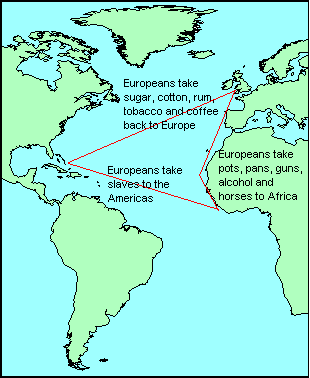 Europeans take
sugar, cotton, rum,
tobacco and coffee
back to Europe
Europeans take
pots, pans, guns,
alcohol and
horses to Africa
Europeans take
slaves to the
Americas